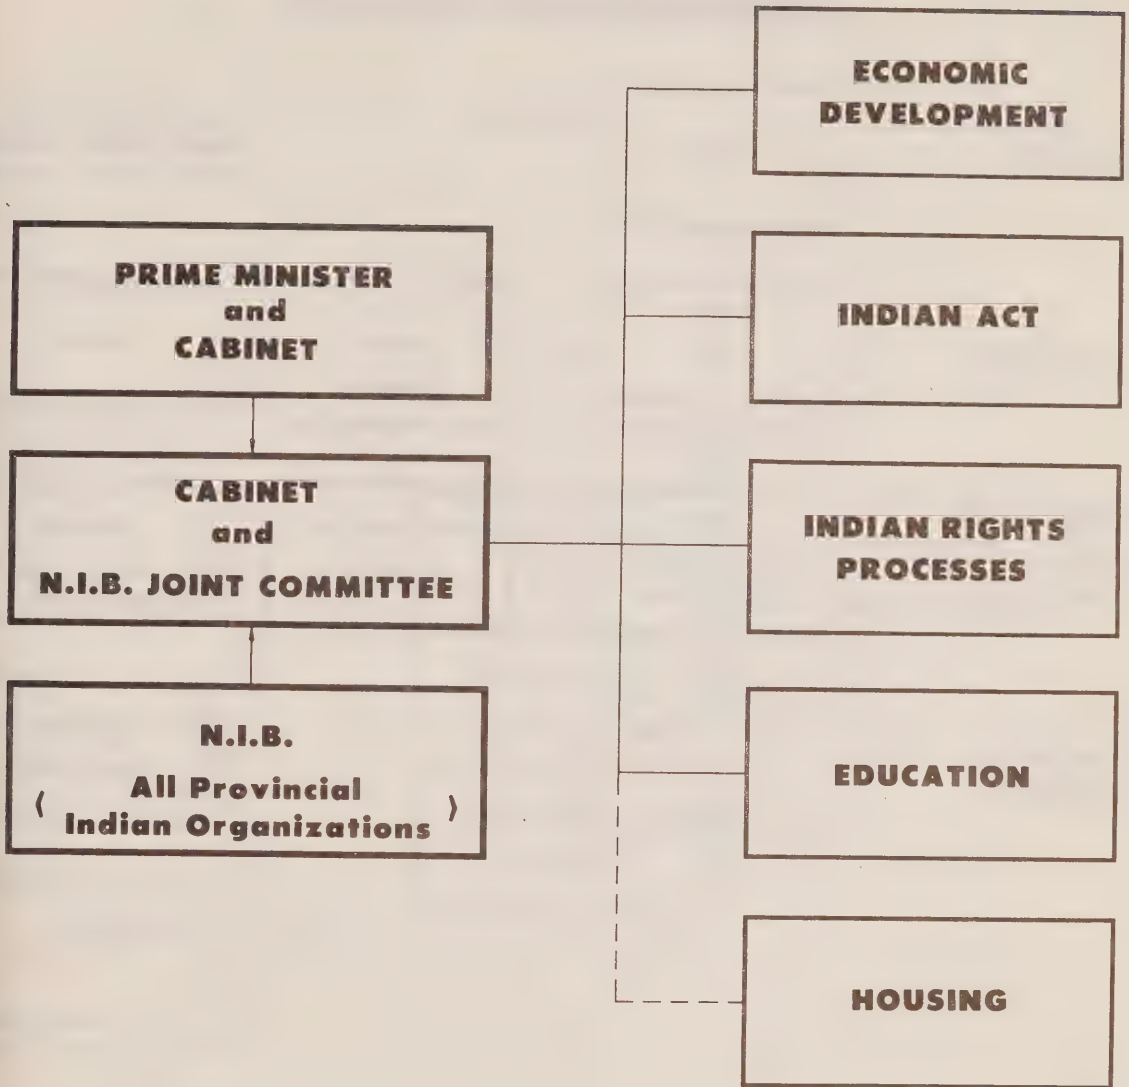 PRIME MINISTER
and
CABINET
CABINET
and
N.I.B. JOINT COMMITTEE
N.I.B.
( All Provincial
Indian Organizations )
ECONOMIC
DEVELOPMENT
INDIAN ACT
INDIAN RIGHTS
PROCESSES
EDUCATION
HOUSING